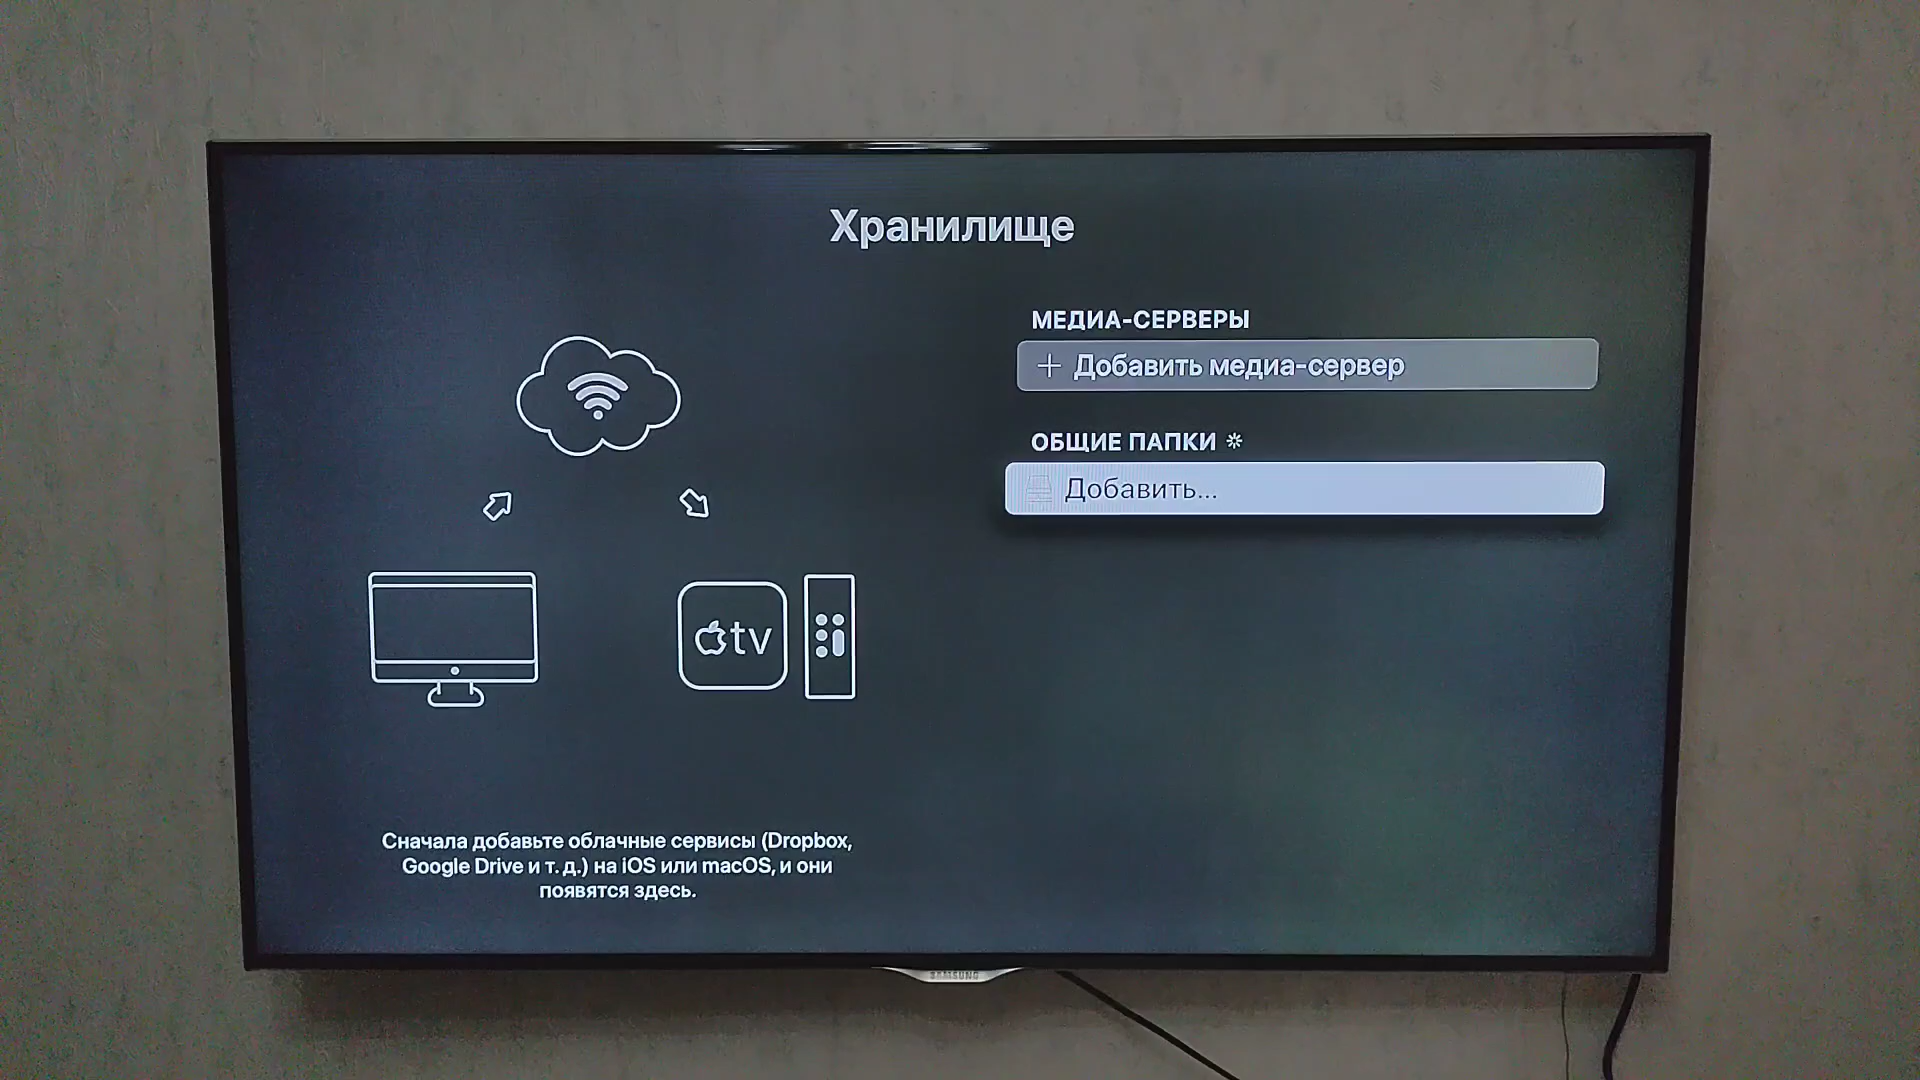 Хранилище
МЕДИА-СЕРВЕРЫ
+ Добавить медиа-сервер
ОБЩИЕ ПАПКИ
Добавить...
tv
Сначала добавьте облачные сервисы (Dropbox,
Google Drive и т. д.) на iOS или macOS, и они
появятся здесь.
SAMSUNG